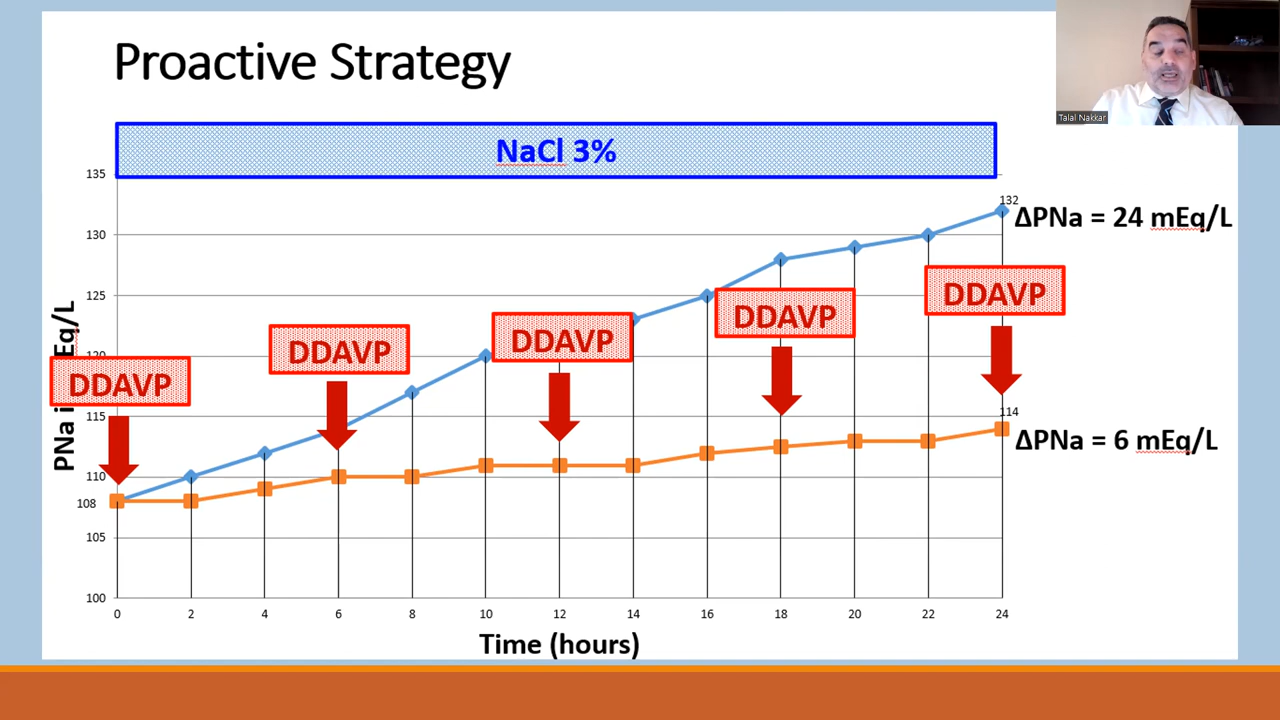 Proactive Strategy
Talal Nakkar
NaCl 3%
135
130
125
120
115
110
108
105
100
PNa i Eq/L
132
ΔPNa = 24 mEq/L
DDAVP
DDAVP
DDAVP
DDAVP
DDAVP
114
ΔPNa = 6 mEq/L
0 2 4 6 8 10 12 14 16 18 20 22 24
Time (hours)